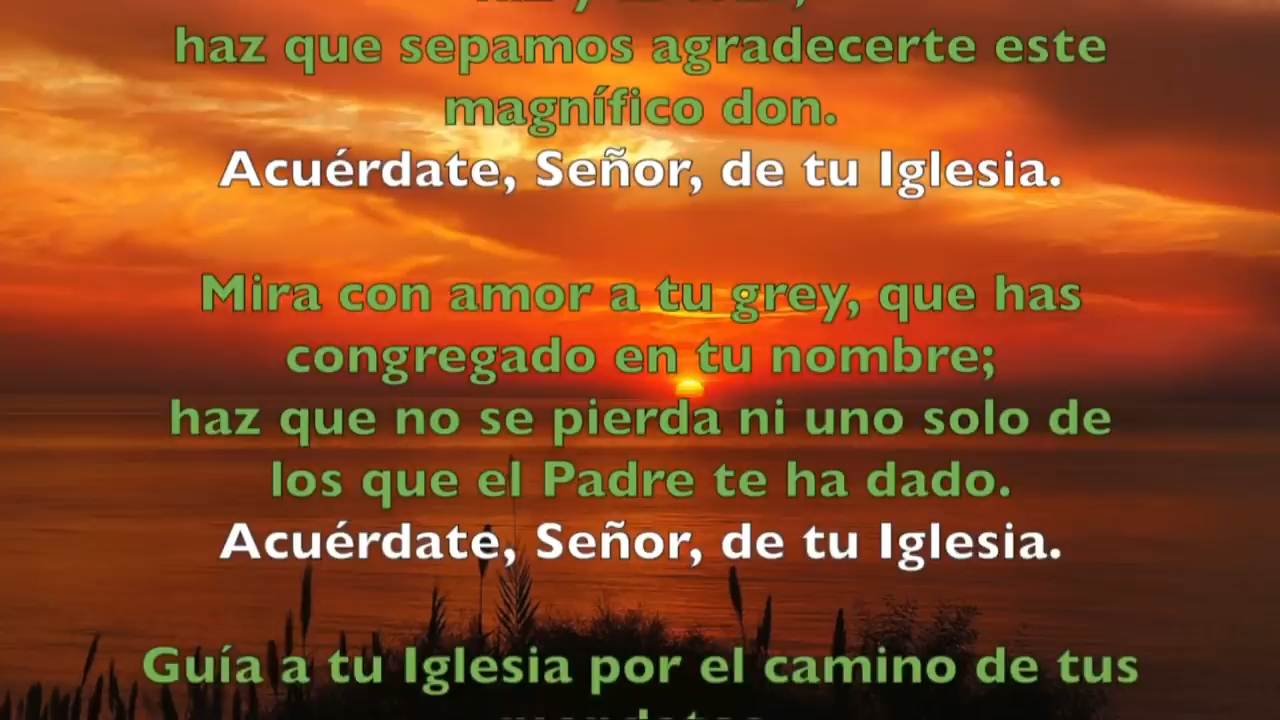 haz que sepamos agradecerte este
magnífico don.
Acuérdate, Señor, de tu Iglesia.
Mira con amor a tu grey, que has
congregado en tu nombre;
haz que no se pierda ni uno solo de
los que el Padre te ha dado.
Acuérdate, Señor, de tu Iglesia.
Guía a tu Iglesia por el camino de tus